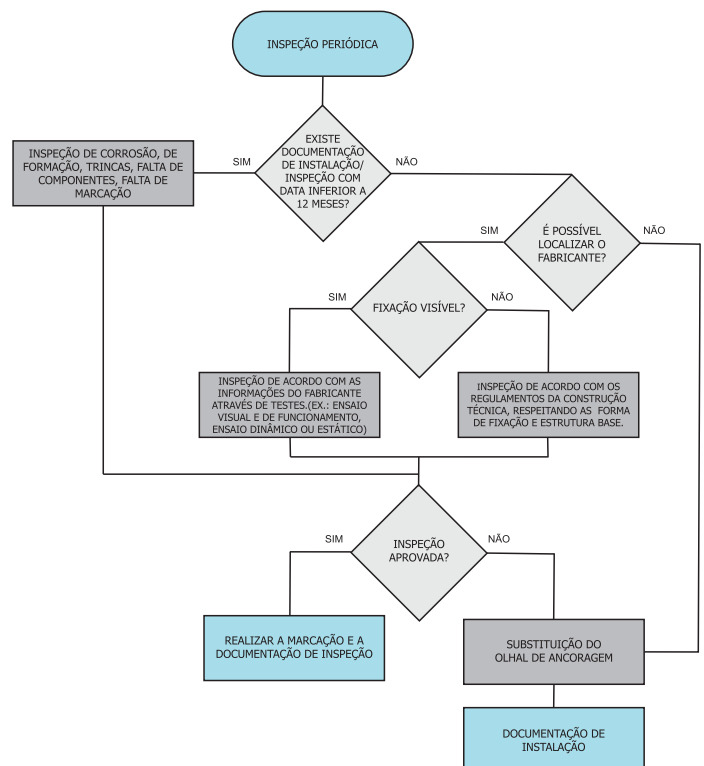 INSPEÇÃO PERIÓDICA
EXISTE
DOCUMENTAÇÃO
DE INSTALAÇÃO/
INSPEÇÃO COM
DATA INFERIOR A
12 MESES?
SIM
NÃO
INSPEÇÃO DE CORROSÃO, DE
FORMAÇÃO, TRINCAS, FALTA DE
COMPONENTES, FALTA DE
MARCAÇÃO
É POSSÍVEL
LOCALIZAR O
FABRICANTE?
SIM
NÃO
FIXAÇÃO VISÍVEL?
SIM
NÃO
INSPEÇÃO DE ACORDO COM AS
INFORMAÇÕES DO FABRICANTE
ATRAVÉS DE TESTES.(EX.: ENSAIO
VISUAL E DE FUNCIONAMENTO,
ENSAIO DINÂMICO OU ESTÁTICO)
INSPEÇÃO DE ACORDO COM OS
REGULAMENTOS DA CONSTRUÇÃO
TÉCNICA, RESPEITANDO AS FORMA
DE FIXAÇÃO E ESTRUTURA BASE.
INSPEÇÃO
APROVADA?
SIM
NÃO
REALIZAR A MARCAÇÃO E A
DOCUMENTAÇÃO DE INSPEÇÃO
SUBSTITUIÇÃO DO
OLHAL DE ANCORAGEM
DOCUMENTAÇÃO DE
INSTALAÇÃO